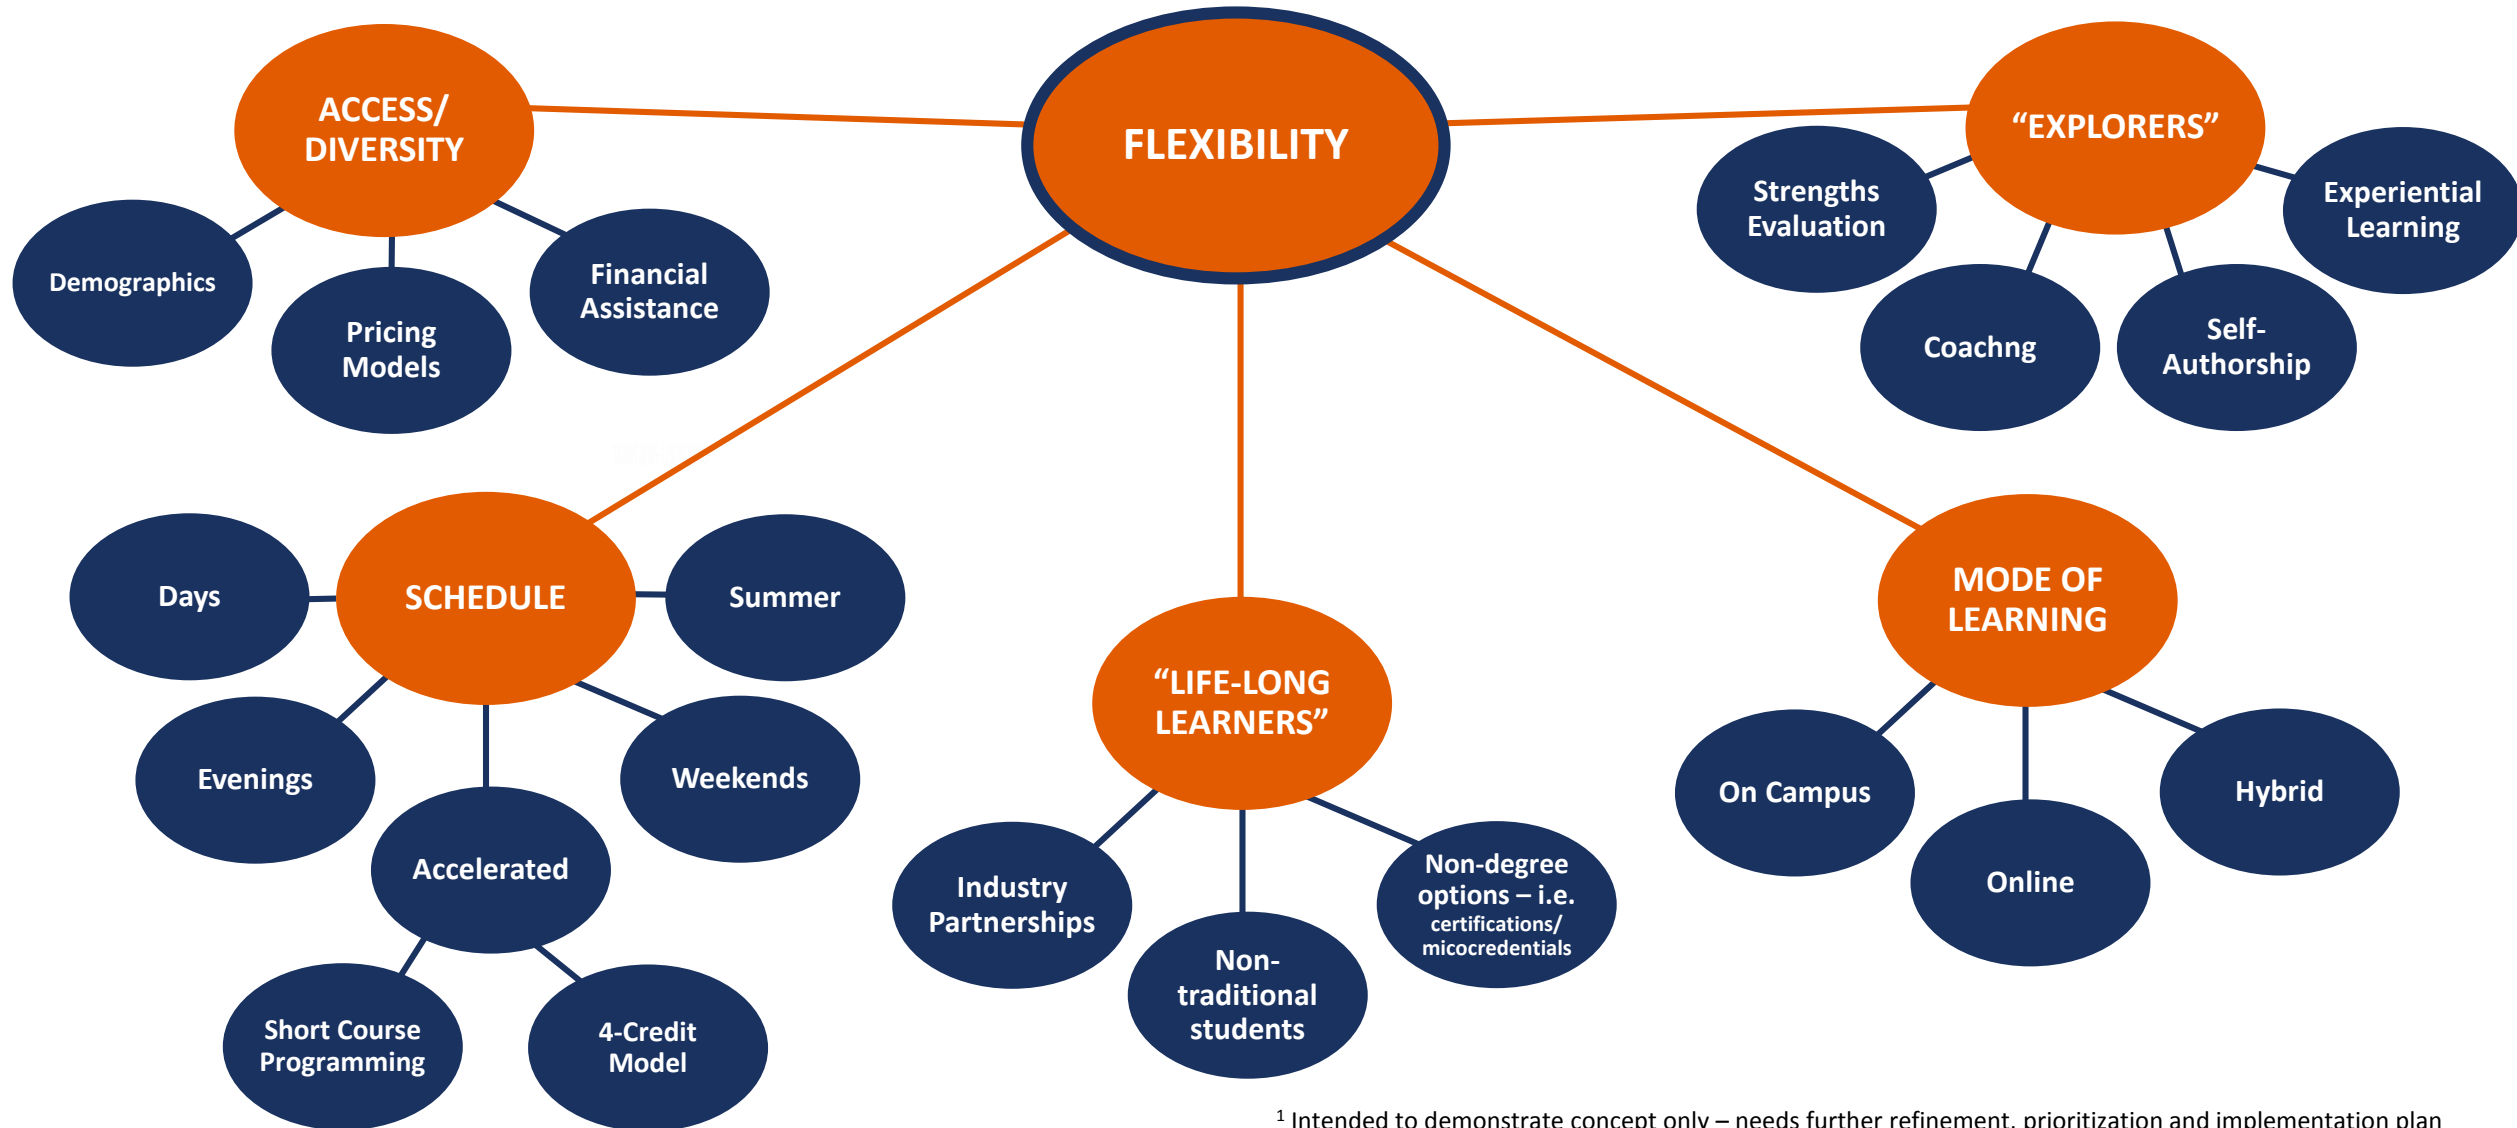 ACCESS/
DIVERSITY
FLEXIBILITY
“EXPLORERS”
Demographics
Pricing
Models
Financial
Assistance
Strengths
Evaluation
Coachng
Self-
Authorship
Experiential
Learning
SCHEDULE
Days
Evenings
Accelerated
Weekends
Summer
Short Course
Programming
4-Credit
Model
“LIFE-LONG
LEARNERS”
Industry
Partnerships
Non-
traditional
students
Non-degree
options – i.e.
certifications/
micocredentials
MODE OF
LEARNING
On Campus
Online
Hybrid
¹ Intended to demonstrate concept only – needs further refinement, prioritization and implementation plan